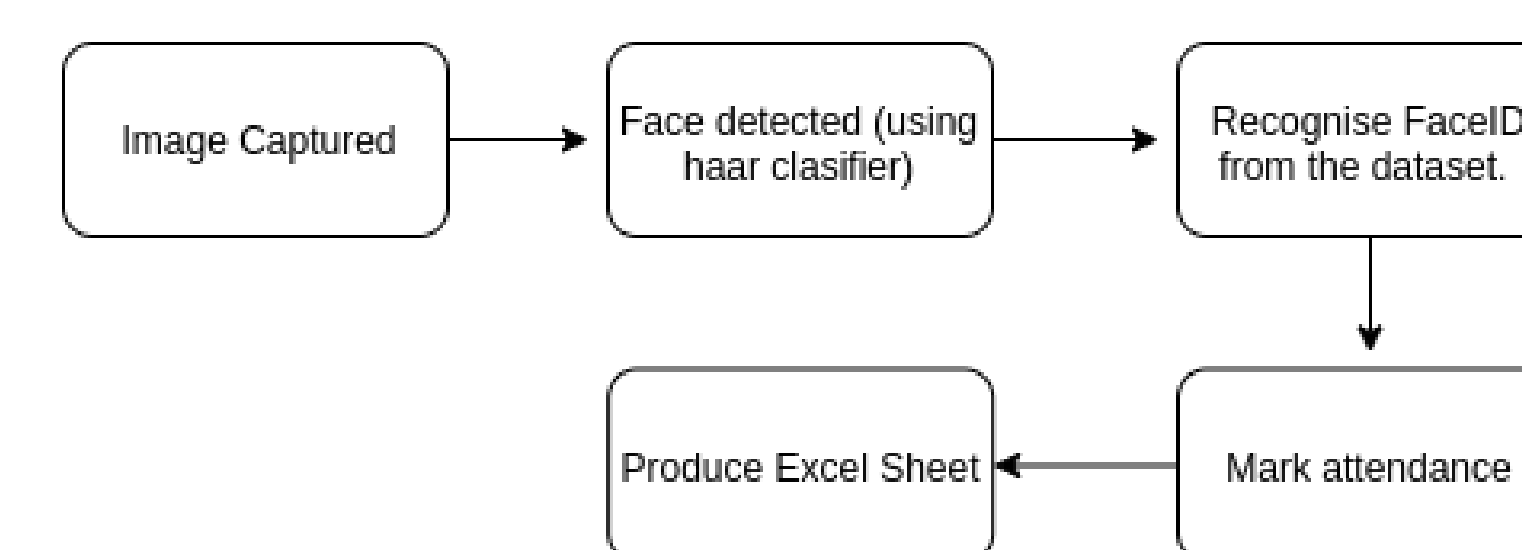 Image Captured
Face detected (using
haar clasifier)
Recognise FaceID
from the dataset.
Produce Excel Sheet
Mark attendance